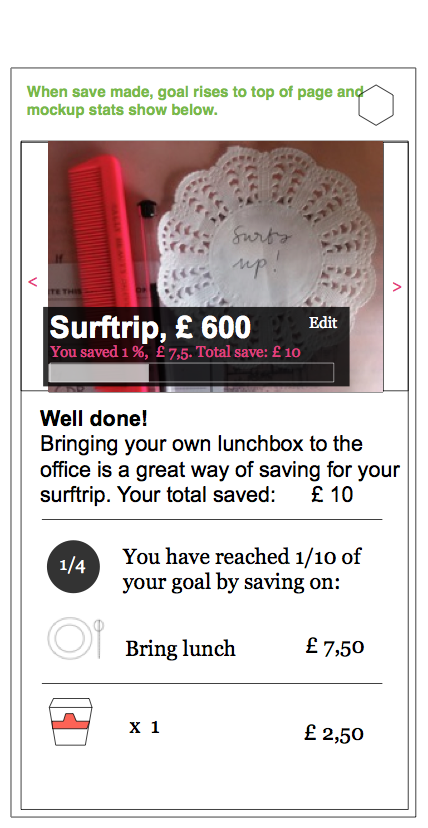 When save made, goal rises to top of page and
mockup stats show below.
Surf's
up!
<
>
Surftrip, £ 600
Edit
You saved 1 %, £ 7,5. Total save: £ 10
Well done!
Bringing your own lunchbox to the
office is a great way of saving for your
surftrip. Your total saved: £ 10
1/4
You have reached 1/10 of
your goal by saving on:
Bring lunch £ 7,50
x 1 £ 2,50